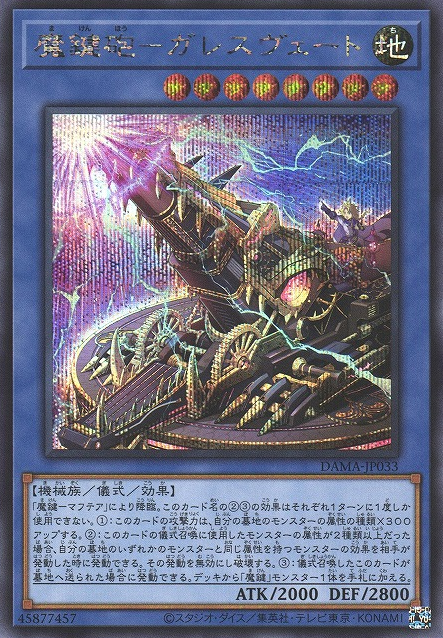 魔鍵砲－ガレスヴェート
地
DAMA-JP033
【機械族／儀式／効果】
「魔鍵－マフテア」により降臨。このカード名の②③の効果はそれぞれ1ターンに1度しか
使用できない。①：このカードの攻撃力は、自分の墓地のモンスターの属性の種類×300
アップする。②：このカードの儀式召喚に使用したモンスターの属性が2種類以上だった
場合、自分の墓地のいずれかのモンスターと同じ属性を持つモンスターの効果を相手が
発動した時に発動できる。その発動を無効にし破壊する。③：儀式召喚したこのカードが
墓地へ送られた場合に発動できる。デッキから「魔鍵」モンスター1体を手札に加える。
ATK/2000 DEF/2800
45877457
©スタジオ・ダイス／集英社・テレビ東京・KONAMI